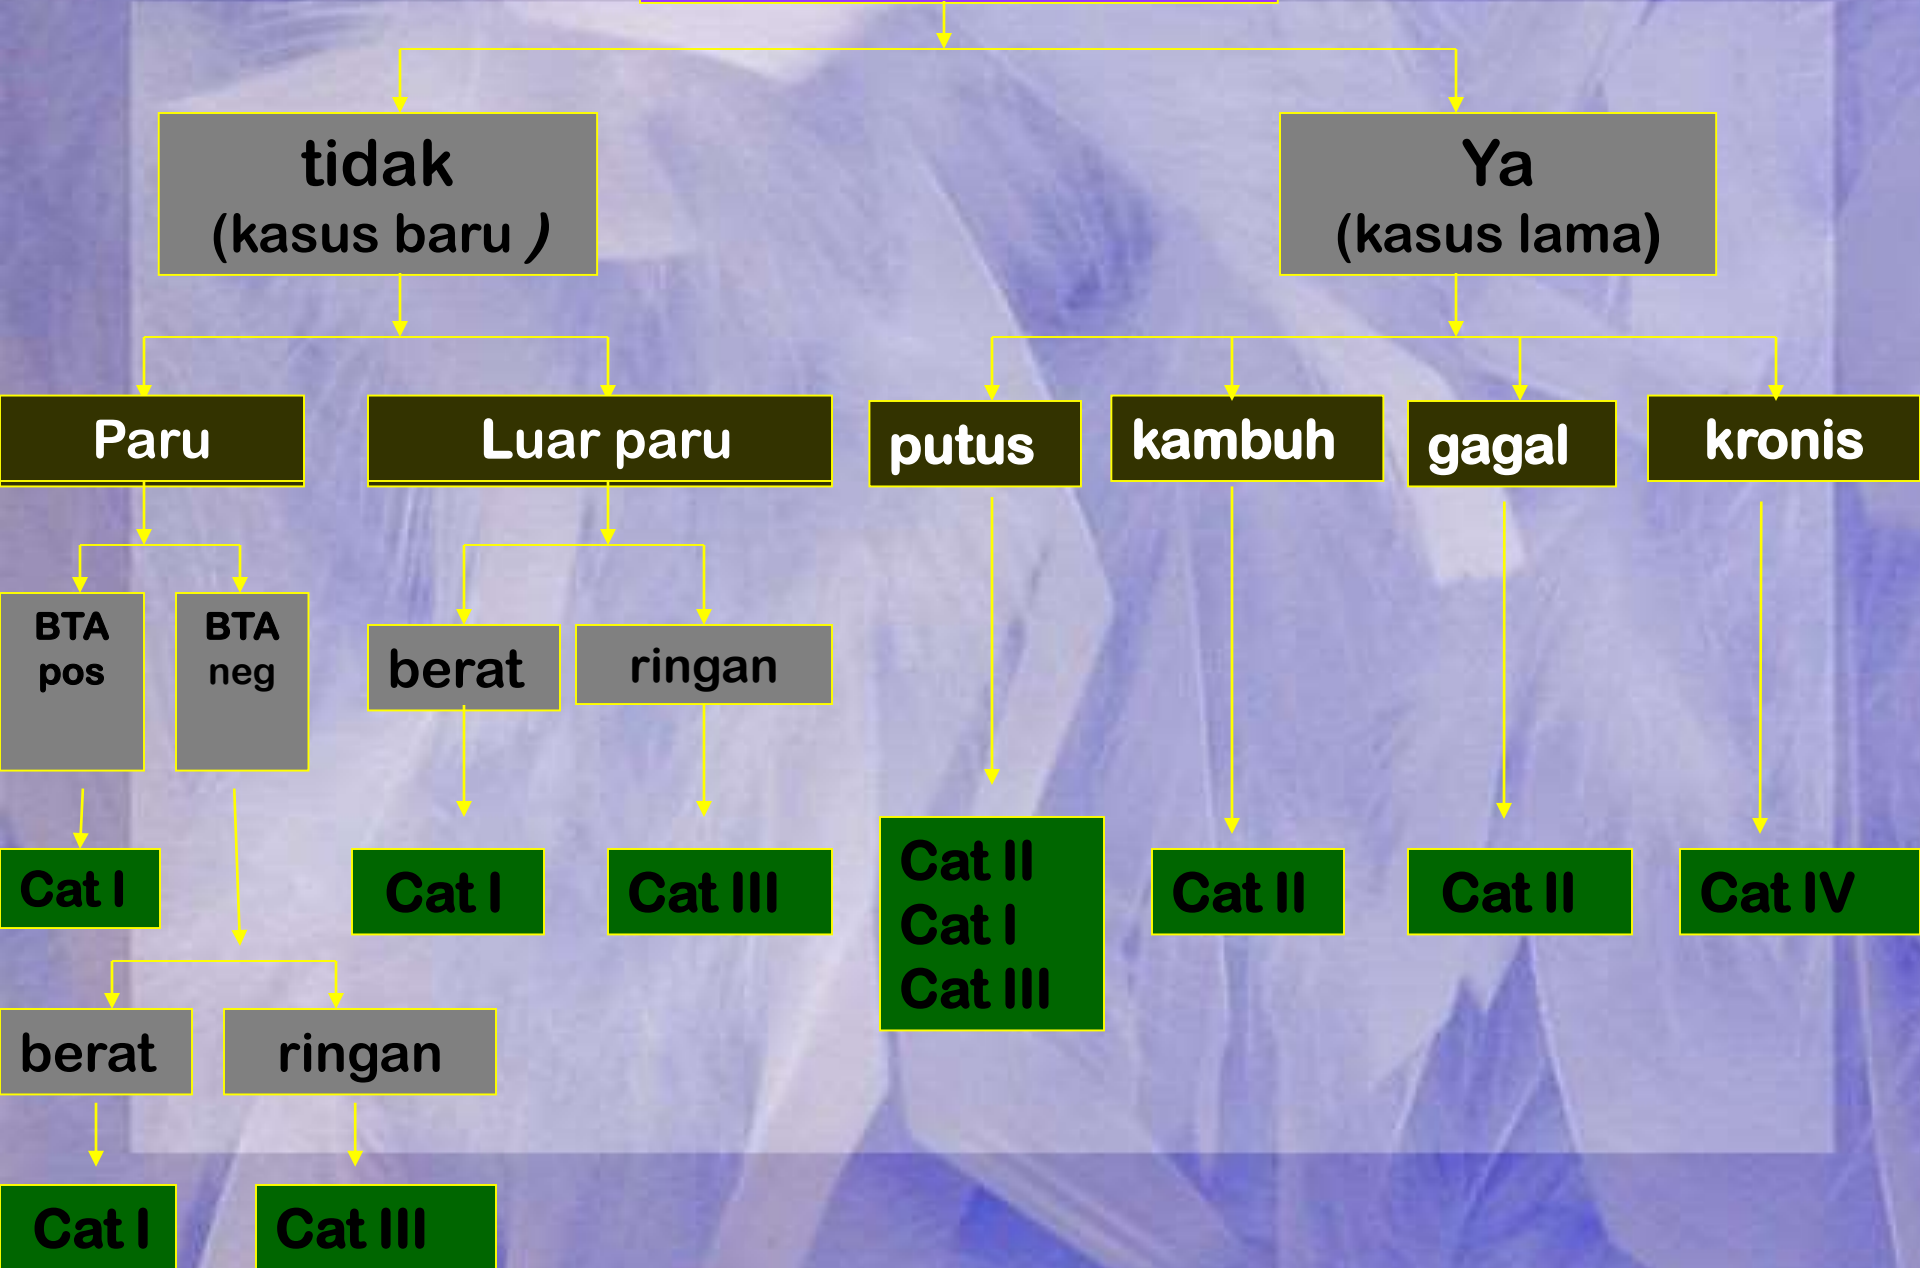 tidak
(kasus baru )
Ya
(kasus lama)
Paru
Luar paru
putus
kambuh
gagal
kronis
BTA
pos
BTA
neg
berat
ringan
Cat I
Cat I
Cat III
Cat II
Cat I
Cat III
Cat II
Cat II
Cat IV
berat
ringan
Cat I
Cat III